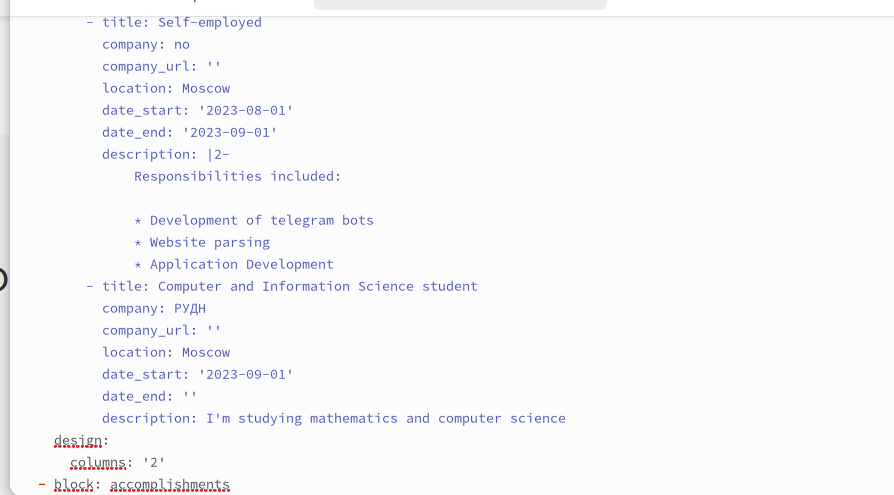 - title: Self-employed
company: no
company_url: ''
location: Moscow
date_start: '2023-08-01'
date_end: '2023-09-01'
description: |2-
Responsibilities included:
* Development of telegram bots
* Website parsing
* Application Development
- title: Computer and Information Science student
company: РУДН
company_url: ''
location: Moscow
date_start: '2023-09-01'
date_end: ''
description: I'm studying mathematics and computer science
design:
columns: '2'
- block: accomplishments